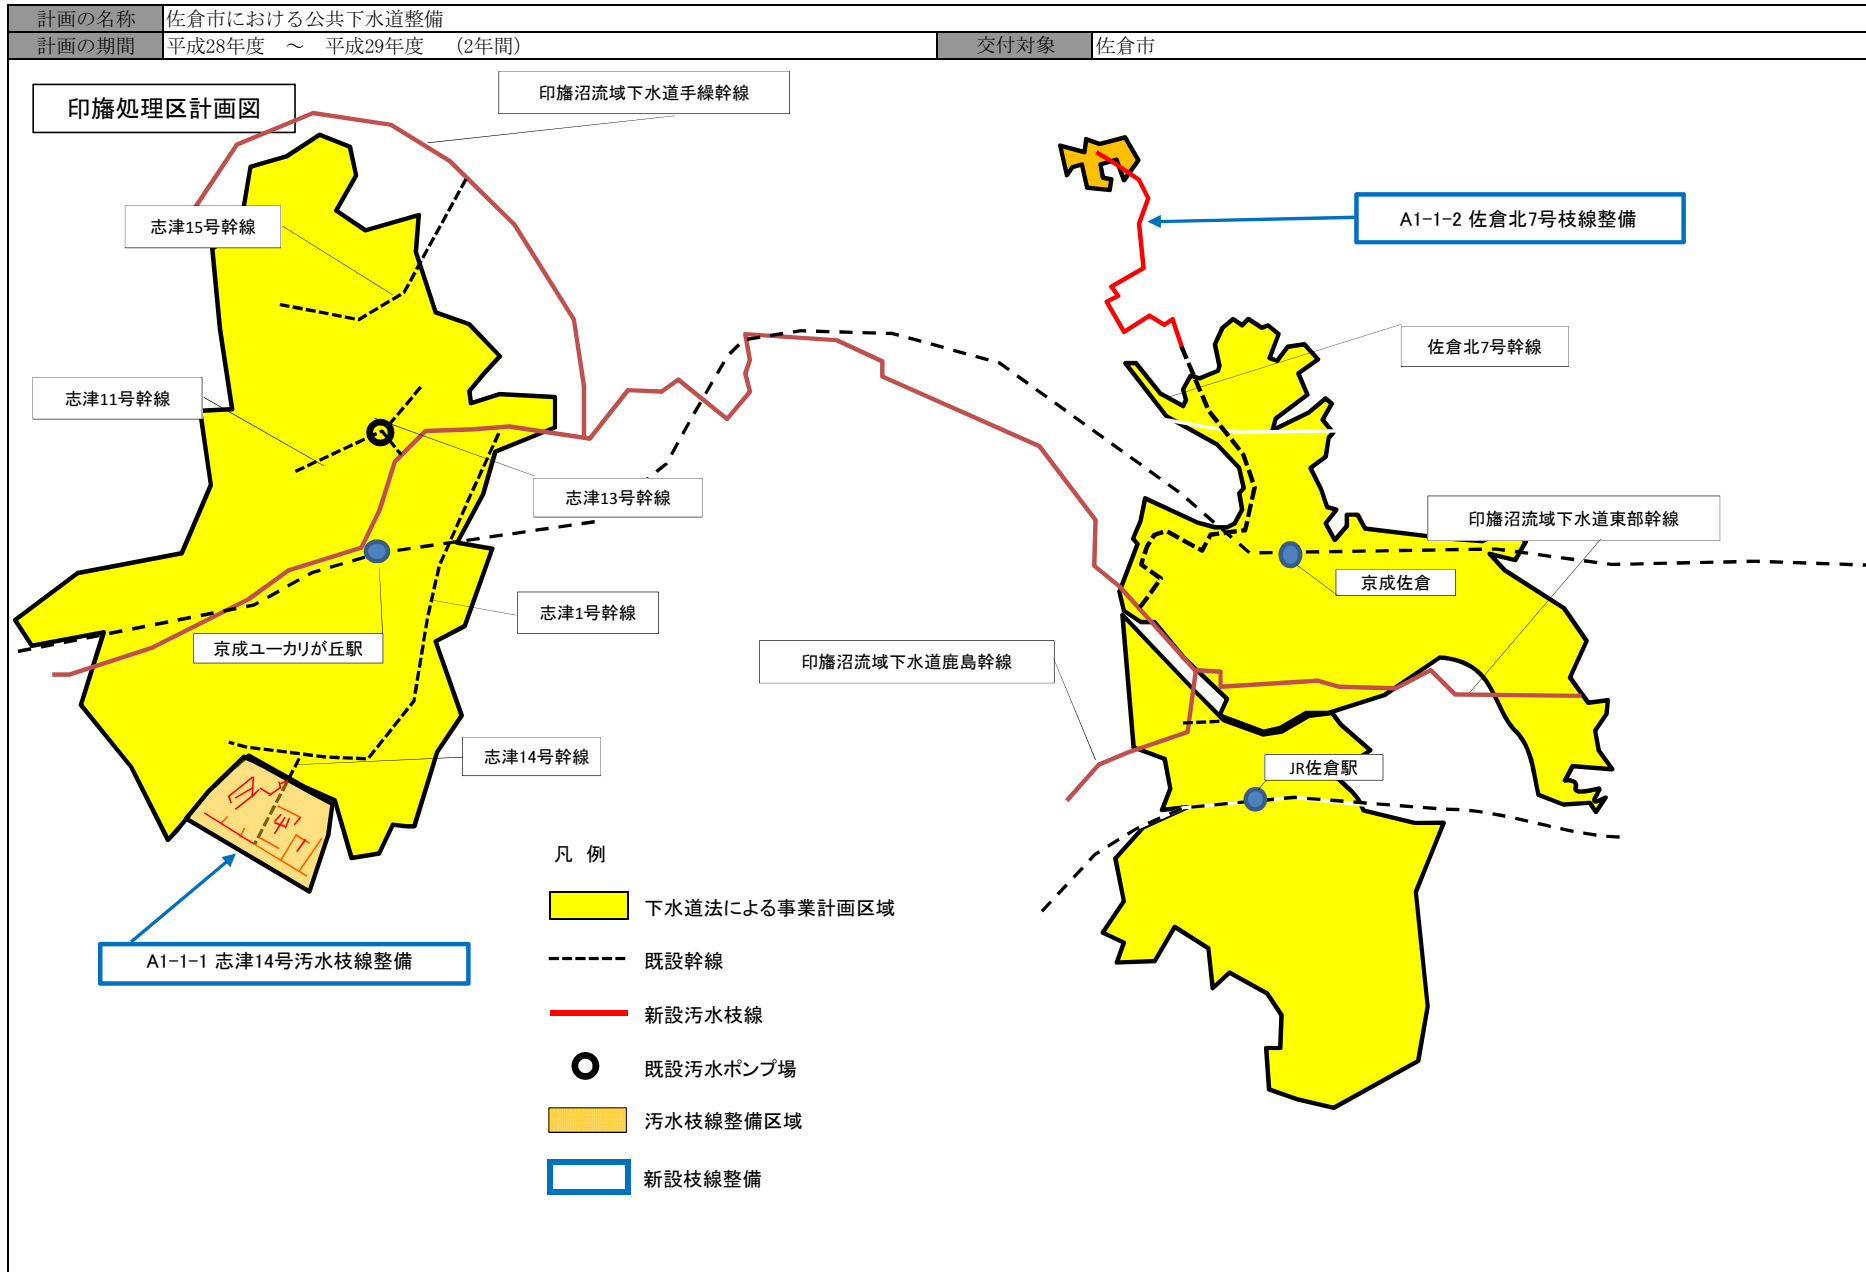 計画の名称 佐倉市における公共下水道整備
計画の期間 平成28年度 ～ 平成29年度 (2年間) 交付対象 佐倉市
印旛処理区計画図
印旛沼流域下水道手繰幹線
志津15号幹線
A1-1-2 佐倉北7号枝線整備
佐倉北7号幹線
志津11号幹線
志津13号幹線
印旛沼流域下水道東部幹線
京成佐倉
志津1号幹線
京成ユーカリが丘駅
印旛沼流域下水道鹿島幹線
志津14号幹線
JR佐倉駅
A1-1-1 志津14号汚水枝線整備
凡 例
下水道法による事業計画区域
既設幹線
新設汚水枝線
既設汚水ポンプ場
汚水枝線整備区域
新設枝線整備